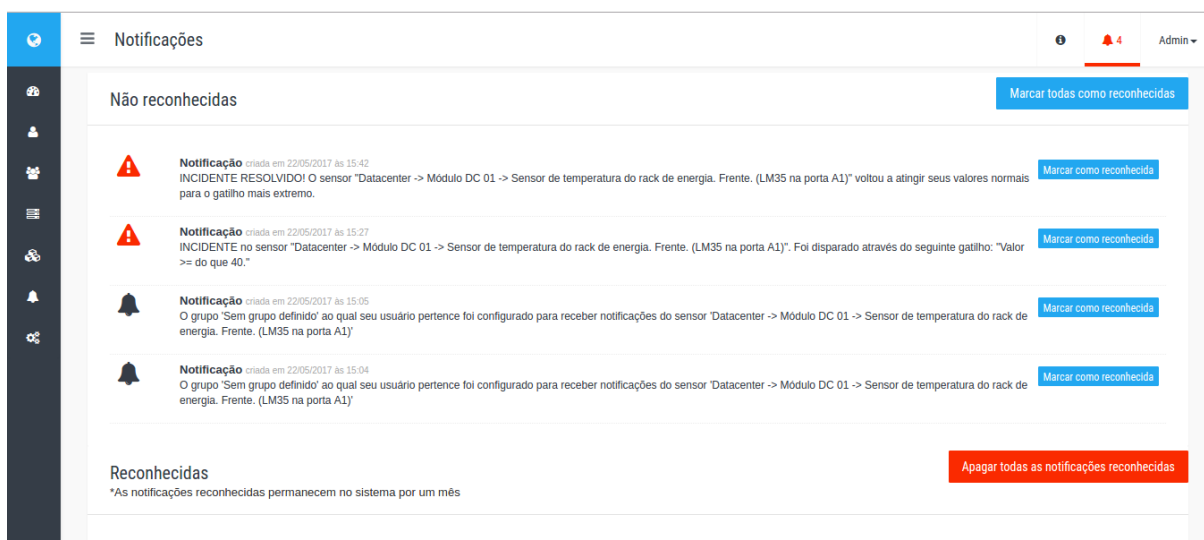 Notificações
4
Admin
Não reconhecidas
Marcar todas como reconhecidas
Notificação criada em 22/05/2017 às 15:42
INCIDENTE RESOLVIDO! O sensor "Datacenter -> Módulo DC 01 -> Sensor de temperatura do rack de energia. Frente. (LM35 na porta A1)" voltou a atingir seus valores normais
para o gatilho mais extremo.
Marcar como reconhecida
Notificação criada em 22/05/2017 às 15:27
INCIDENTE no sensor "Datacenter -> Módulo DC 01 -> Sensor de temperatura do rack de energia. Frente. (LM35 na porta A1)". Foi disparado através do seguinte gatilho: "Valor
>= do que 40."
Marcar como reconhecida
Notificação criada em 22/05/2017 às 15:05
O grupo 'Sem grupo definido' ao qual seu usuário pertence foi configurado para receber notificações do sensor 'Datacenter -> Módulo DC 01 -> Sensor de temperatura do rack de
energia. Frente. (LM35 na porta A1)'
Marcar como reconhecida
Notificação criada em 22/05/2017 às 15:04
O grupo 'Sem grupo definido' ao qual seu usuário pertence foi configurado para receber notificações do sensor 'Datacenter -> Módulo DC 01 -> Sensor de temperatura do rack de
energia. Frente. (LM35 na porta A1)'
Marcar como reconhecida
Reconhecidas
Apagar todas as notificações reconhecidas
*As notificações reconhecidas permanecem no sistema por um mês